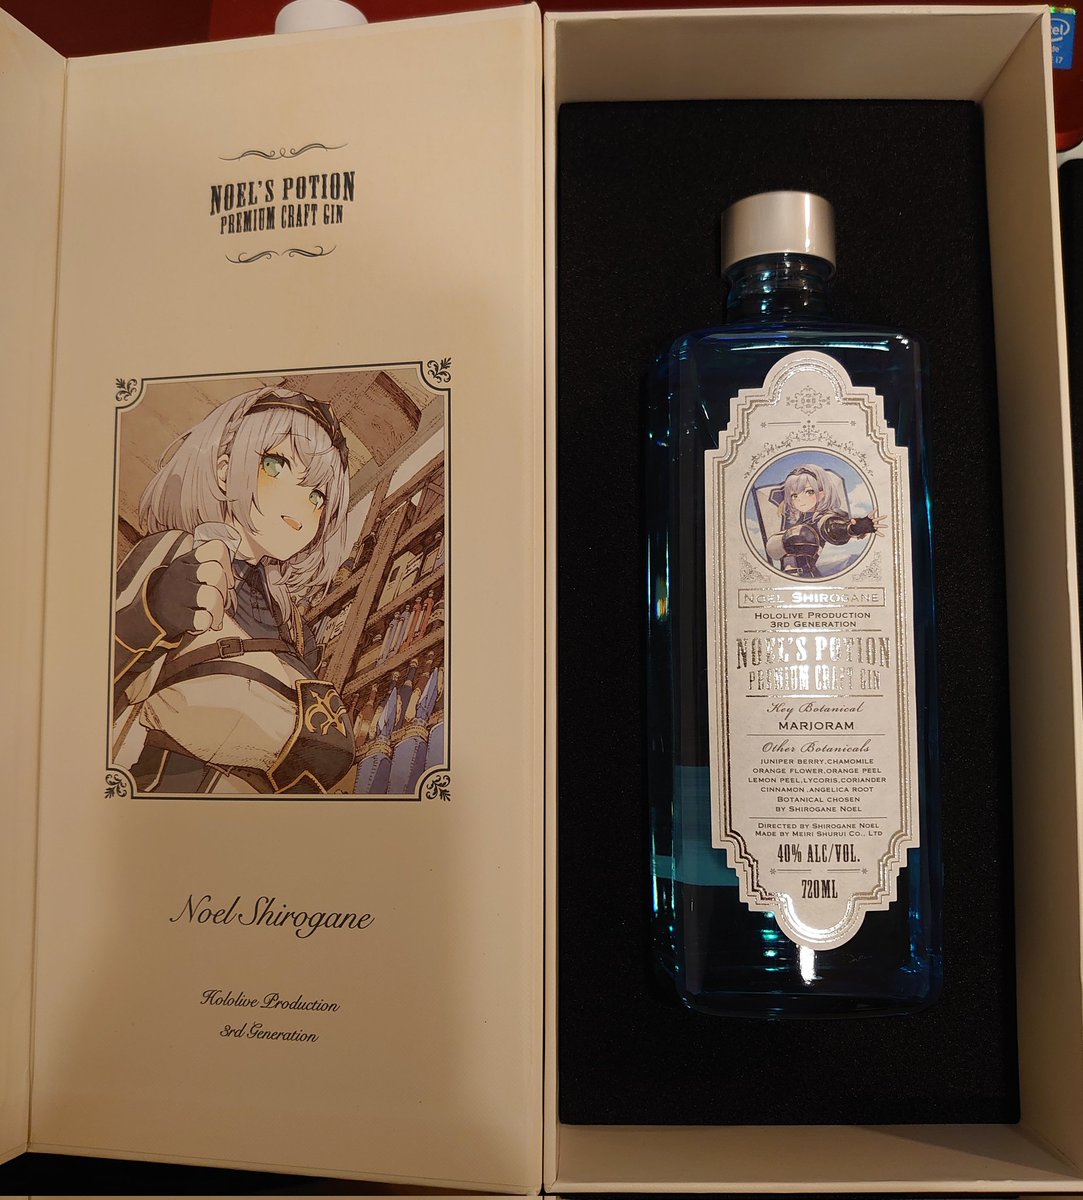 NOEL'S POTION
PREMIUM CRAFT GIN
Noel Shirogane
Hololive Production
3rd Generation
NOEL SHIROGANE
HOLOLIVE PRODUCTION
3RD GENERATION
NOEL'S POTION
PREMIUM CRAFT GIN
Key Botanical
MARJORAM
Other Botanicals
JUNIPER BERRY,CHAMOMILE
ORANGE FLOWER,ORANGE PEEL
LEMON PEEL,LYCORIS,CORIANDER
CINNAMON ,ANGELICA ROOT
BOTANICAL CHOSEN
BY SHIROGANE NOEL
DIRECTED BY SHIROGANE NOEL
MADE BY MEIRI SHURUI CO., LTD
40% ALC/VOL.
720ML
i7